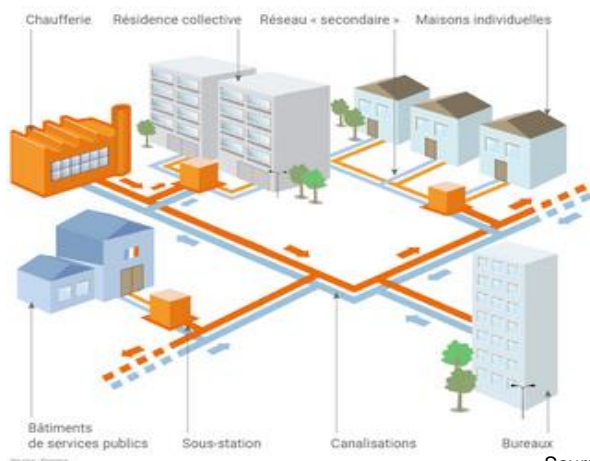 Chaufferie
Résidence collective
Réseau « secondaire »
Maisons individuelles
Bâtiments
de services publics
Sous-station
Canalisations
Bureaux